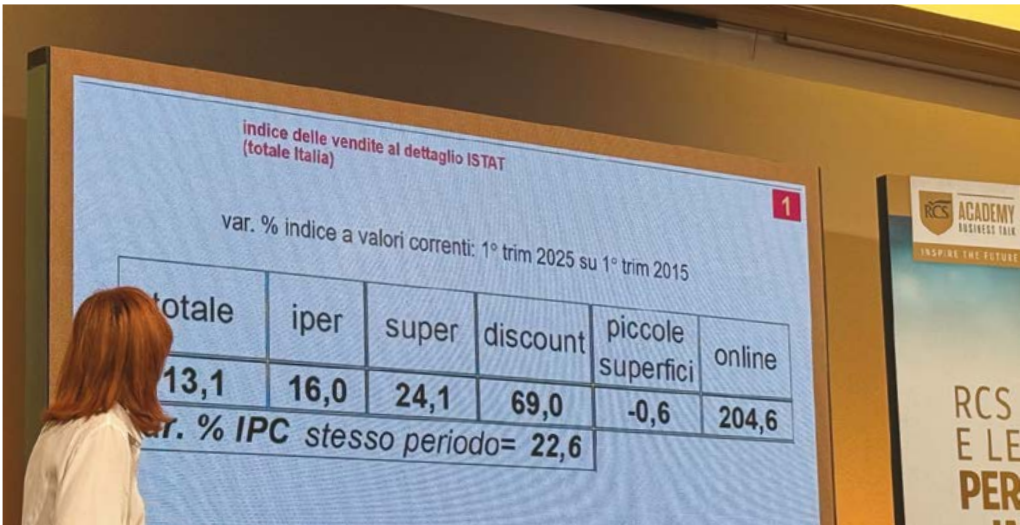 indice delle vendite al dettaglio ISTAT
(totale Italia)
1
var. % indice a valori correnti: 1° trim 2025 su 1° trim 2015
totale iper super discount piccole superfici online
13,1 16,0 24,1 69,0 -0,6 204,6
% IPC stesso periodo= 22,6
RCS ACADEMY
BUSINESS TALK
INSPIRE THE FUTURE
RCS
E LE
PER